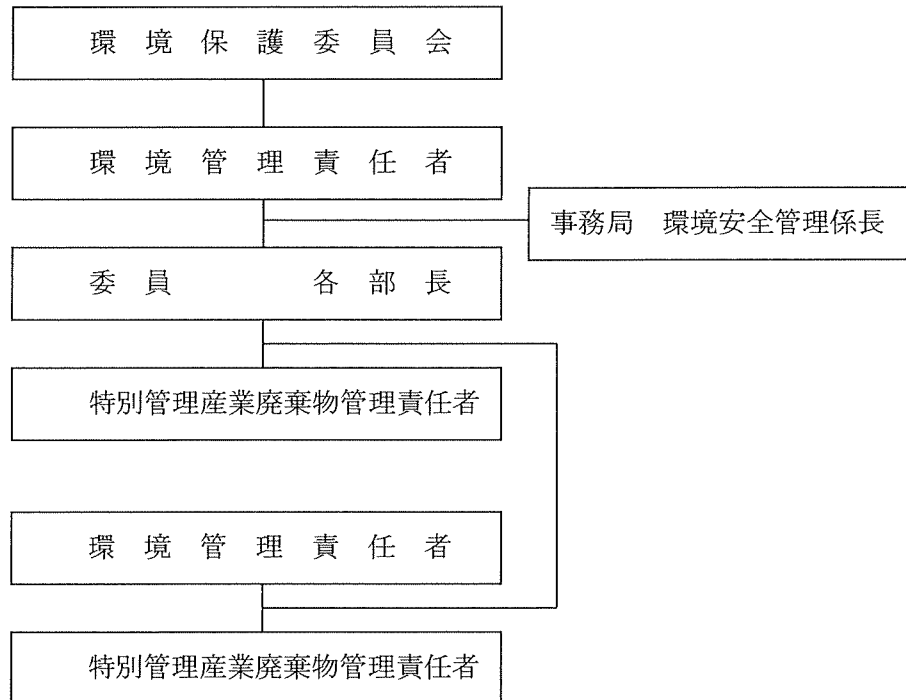 環境保護委員会
環境管理責任者
事務局　環境安全管理係長
委員　各部長
特別管理産業廃棄物管理責任者
環境管理責任者
特別管理産業廃棄物管理責任者